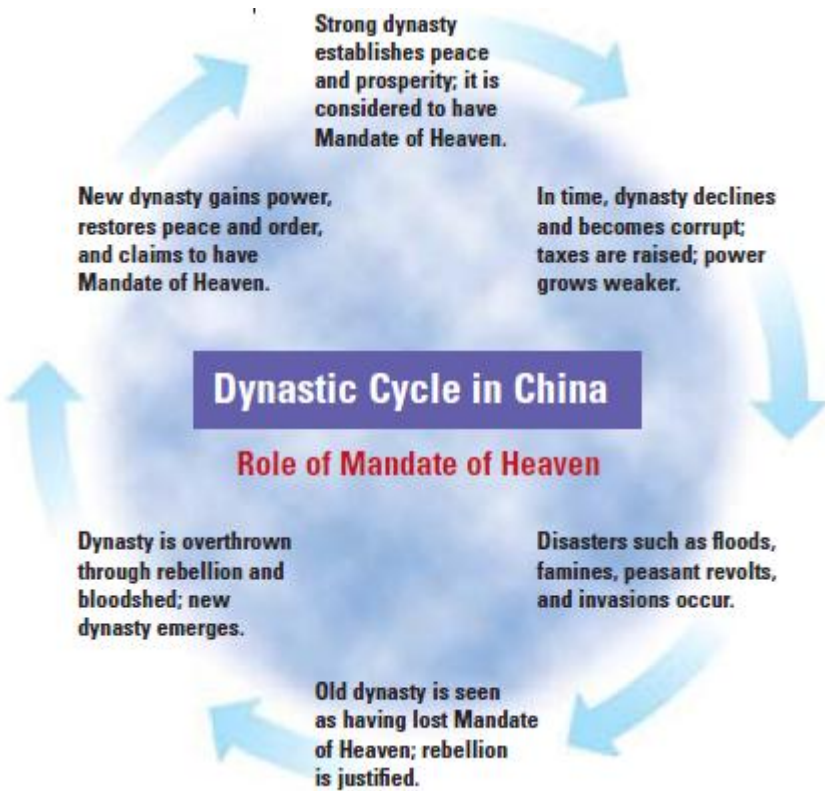 Strong dynasty
establishes peace
and prosperity; it is
considered to have
Mandate of Heaven.
In time, dynasty declines
and becomes corrupt;
taxes are raised; power
grows weaker.
Disasters such as floods,
famines, peasant revolts,
and invasions occur.
Old dynasty is seen
as having lost Mandate
of Heaven; rebellion
is justified.
Dynasty is overthrown
through rebellion and
bloodshed; new
dynasty emerges.
New dynasty gains power,
restores peace and order,
and claims to have
Mandate of Heaven.
Dynastic Cycle in China
Role of Mandate of Heaven